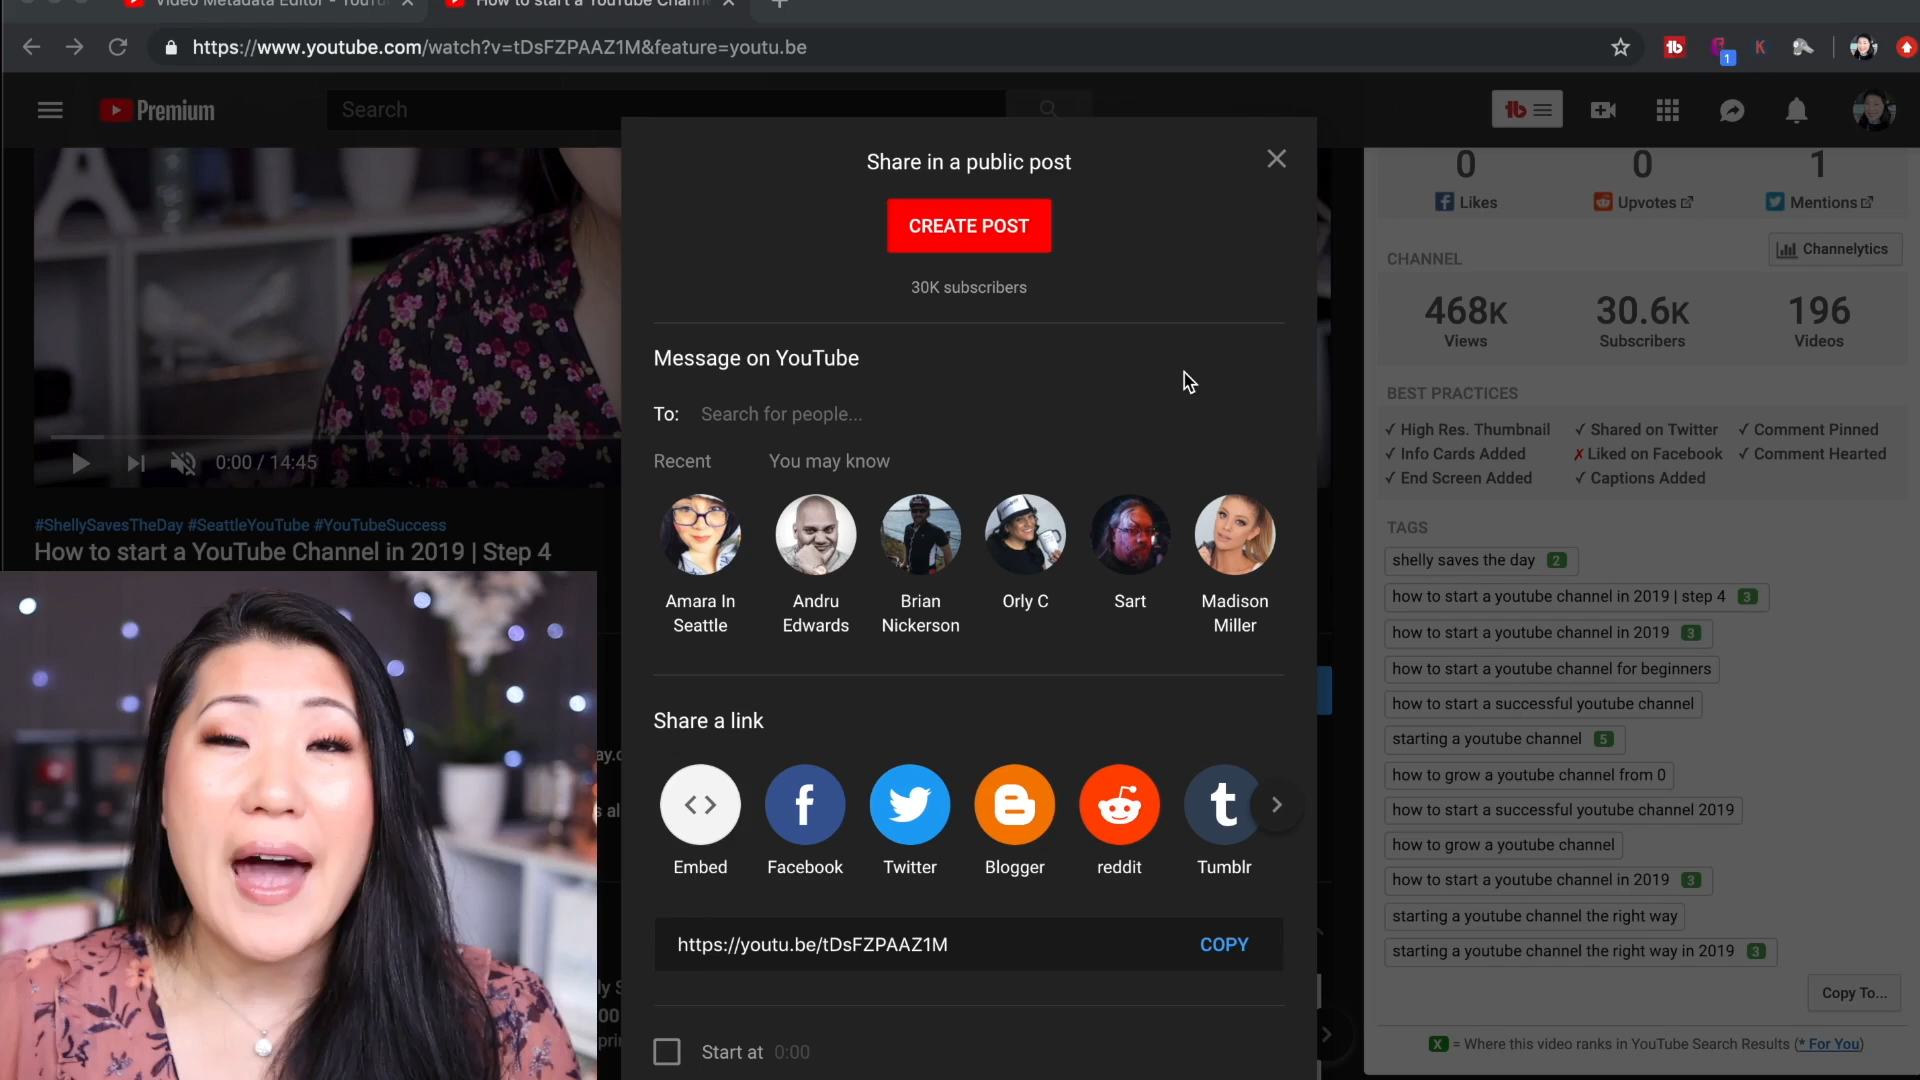 Video Metadata Editor - YouTu
How to start a YouTube Chann
https://www.youtube.com/watch?v=tDsFZPAAZ1M&feature=youtu.be
1
K
Premium
Search
Share in a public post
CREATE POST
30K subscribers
Message on YouTube
To: Search for people...
Recent You may know
Amara In Seattle
Andru Edwards
Brian Nickerson
Orly C
Sart
Madison Miller
Share a link
Embed Facebook Twitter Blogger reddit Tumblr
https://youtu.be/tDsFZPAAZ1M COPY
Start at 0:00
0:00 / 14:45
#ShellySavesTheDay #SeattleYouTube #YouTubeSuccess
How to start a YouTube Channel in 2019 | Step 4
0 0 1
Likes Upvotes Mentions
CHANNEL Channelytics
468K 30.6K 196
Views Subscribers Videos
BEST PRACTICES
✓ High Res. Thumbnail ✓ Shared on Twitter ✓ Comment Pinned
✓ Info Cards Added ✗ Liked on Facebook ✓ Comment Hearted
✓ End Screen Added ✓ Captions Added
TAGS
shelly saves the day 2
how to start a youtube channel in 2019 | step 4 3
how to start a youtube channel in 2019 3
how to start a youtube channel for beginners
how to start a successful youtube channel
starting a youtube channel 5
how to grow a youtube channel from 0
how to start a successful youtube channel 2019
how to grow a youtube channel
how to start a youtube channel in 2019 3
starting a youtube channel the right way
starting a youtube channel the right way in 2019 3
Copy To...
X = Where this video ranks in YouTube Search Results (* For You)